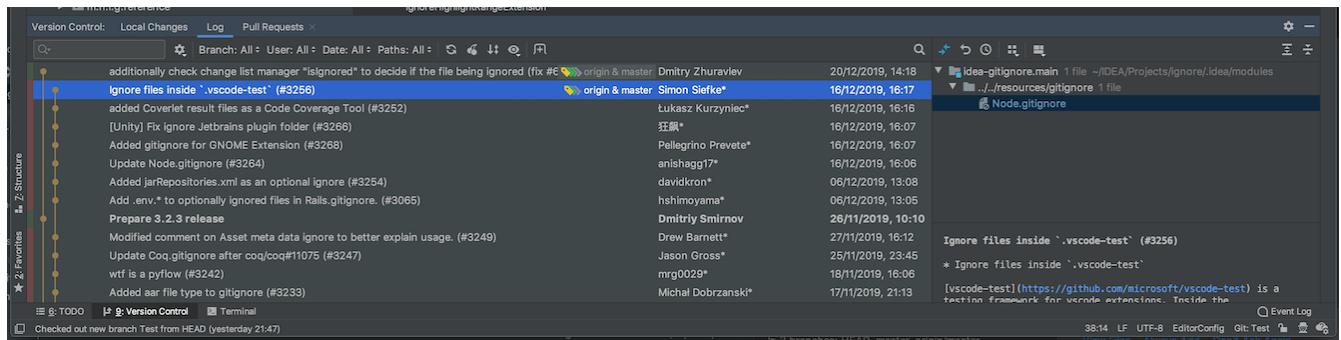 m.h.i.g.reference IgnoreHighlightRangeExtension
Version Control: Local Changes Log Pull Requests
Branch: All User: All Date: All Paths: All
additionally check change list manager "isIgnored" to decide if the file being ignored (fix #6 origin & master Dmitry Zhuravlev 20/12/2019, 14:18
Ignore files inside `.vscode-test` (#3256) origin & master Simon Siefke* 16/12/2019, 16:17
added Coverlet result files as a Code Coverage Tool (#3252) Łukasz Kurzyniec* 16/12/2019, 16:16
[Unity] Fix ignore Jetbrains plugin folder (#3266) 狂飙* 16/12/2019, 16:07
Added gitignore for GNOME Extension (#3268) Pellegrino Prevete* 16/12/2019, 16:07
Update Node.gitignore (#3264) anishagg17* 16/12/2019, 16:06
Added jarRepositories.xml as an optional ignore (#3254) davidkron* 06/12/2019, 13:08
Add .env.* to optionally ignored files in Rails.gitignore. (#3065) hshimoyama* 06/12/2019, 13:05
Prepare 3.2.3 release Dmitriy Smirnov 26/11/2019, 10:10
Modified comment on Asset meta data ignore to better explain usage. (#3249) Drew Barnett* 27/11/2019, 16:12
Update Coq.gitignore after coq/coq#11075 (#3247) Jason Gross* 25/11/2019, 23:45
wtf is a pyflow (#3242) mrg0029* 18/11/2019, 16:06
Added aar file type to gitignore (#3233) Michał Dobrzanski* 17/11/2019, 21:13
idea-gitignore.main 1 file ~/IDEA/Projects/ignore/.idea/modules
../../resources/gitignore 1 file
Node.gitignore
Ignore files inside `.vscode-test` (#3256)
* Ignore files inside `.vscode-test`
[vscode-test](https://github.com/microsoft/vscode-test) is a
testing framework for vscode extensions. Inside the
Z: Structure
2: Favorites
6: TODO 9: Version Control Terminal Event Log
Checked out new branch Test from HEAD (yesterday 21:47) 38:14 LF UTF-8 EditorConfig Git: Test